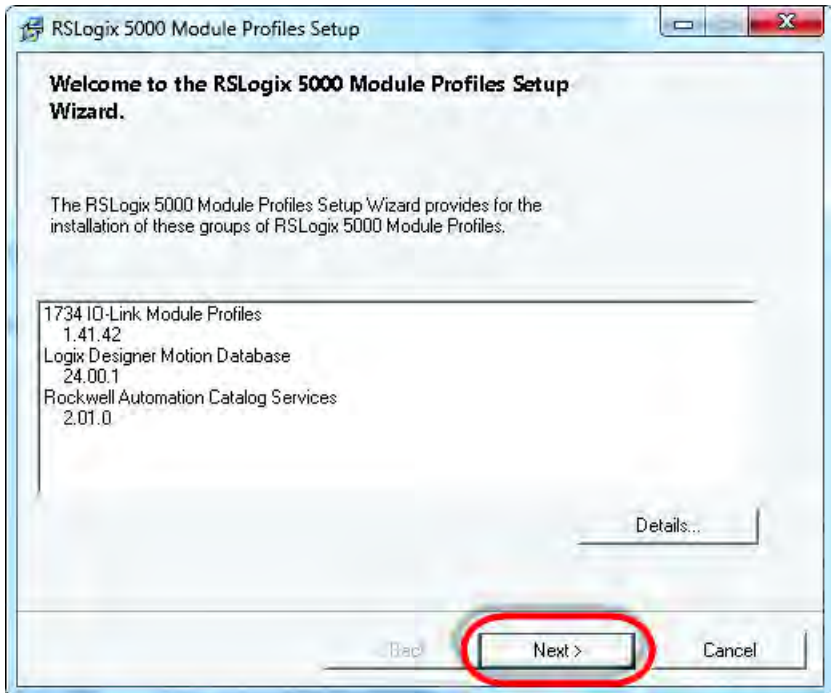 RSLogix 5000 Module Profiles Setup
Welcome to the RSLogix 5000 Module Profiles Setup
Wizard.
The RSLogix 5000 Module Profiles Setup Wizard provides for the
installation of these groups of RSLogix 5000 Module Profiles.
1734 IO-Link Module Profiles
1.41.42
Logix Designer Motion Database
24.00.1
Rockwell Automation Catalog Services
2.01.0
Details...
Back
Next >
Cancel